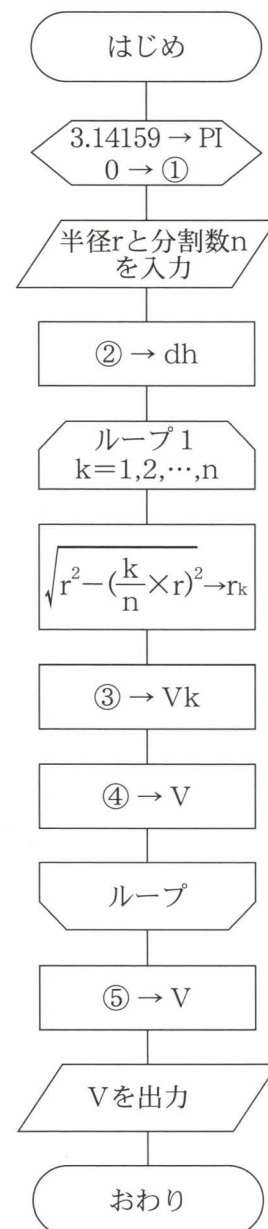 はじめ
3.14159→PI
0→①
半径rと分割数n
を入力
②→dh
ループ1
k=1,2,…,n
√r²−(k/n×r)²→rk
③→Vk
④→V
ループ
⑤→V
Vを出力
おわり